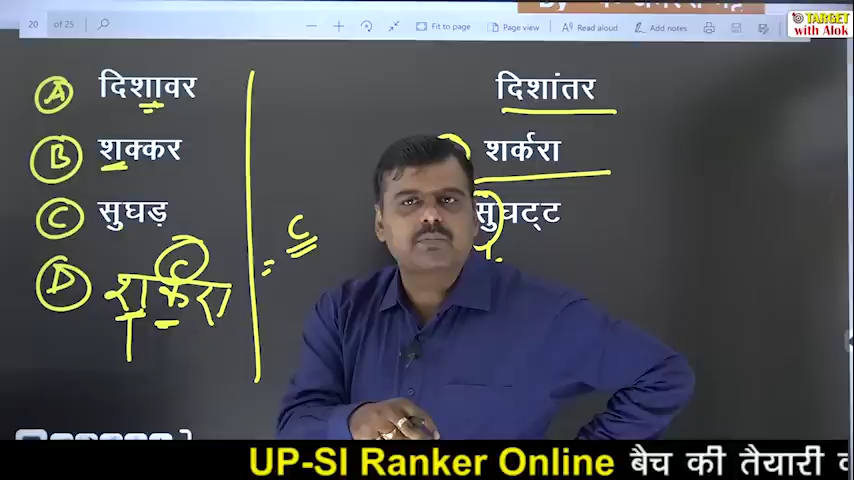 By
TARGET
with Alok
20 of 25
Fit to page
Page view
Read aloud
Add notes
A दिशावर
दिशांतर
B शक्कर
शर्करा
C सुघड़
सुघट्ट
= C
D शर्करा
UP-SI Ranker Online बैच की तैयारी